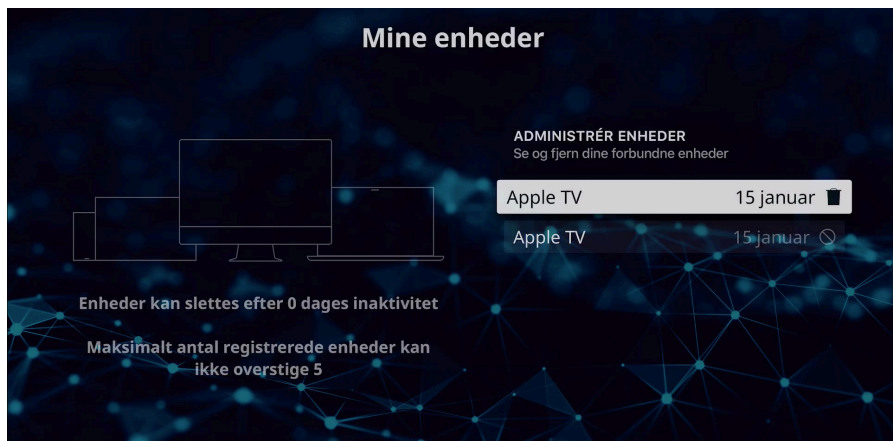 Mine enheder
ADMINISTRÉR ENHEDER
Se og fjern dine forbundne enheder
Apple TV 15 januar
Apple TV 15 januar
Enheder kan slettes efter 0 dages inaktivitet
Maksimalt antal registrerede enheder kan
ikke overstige 5